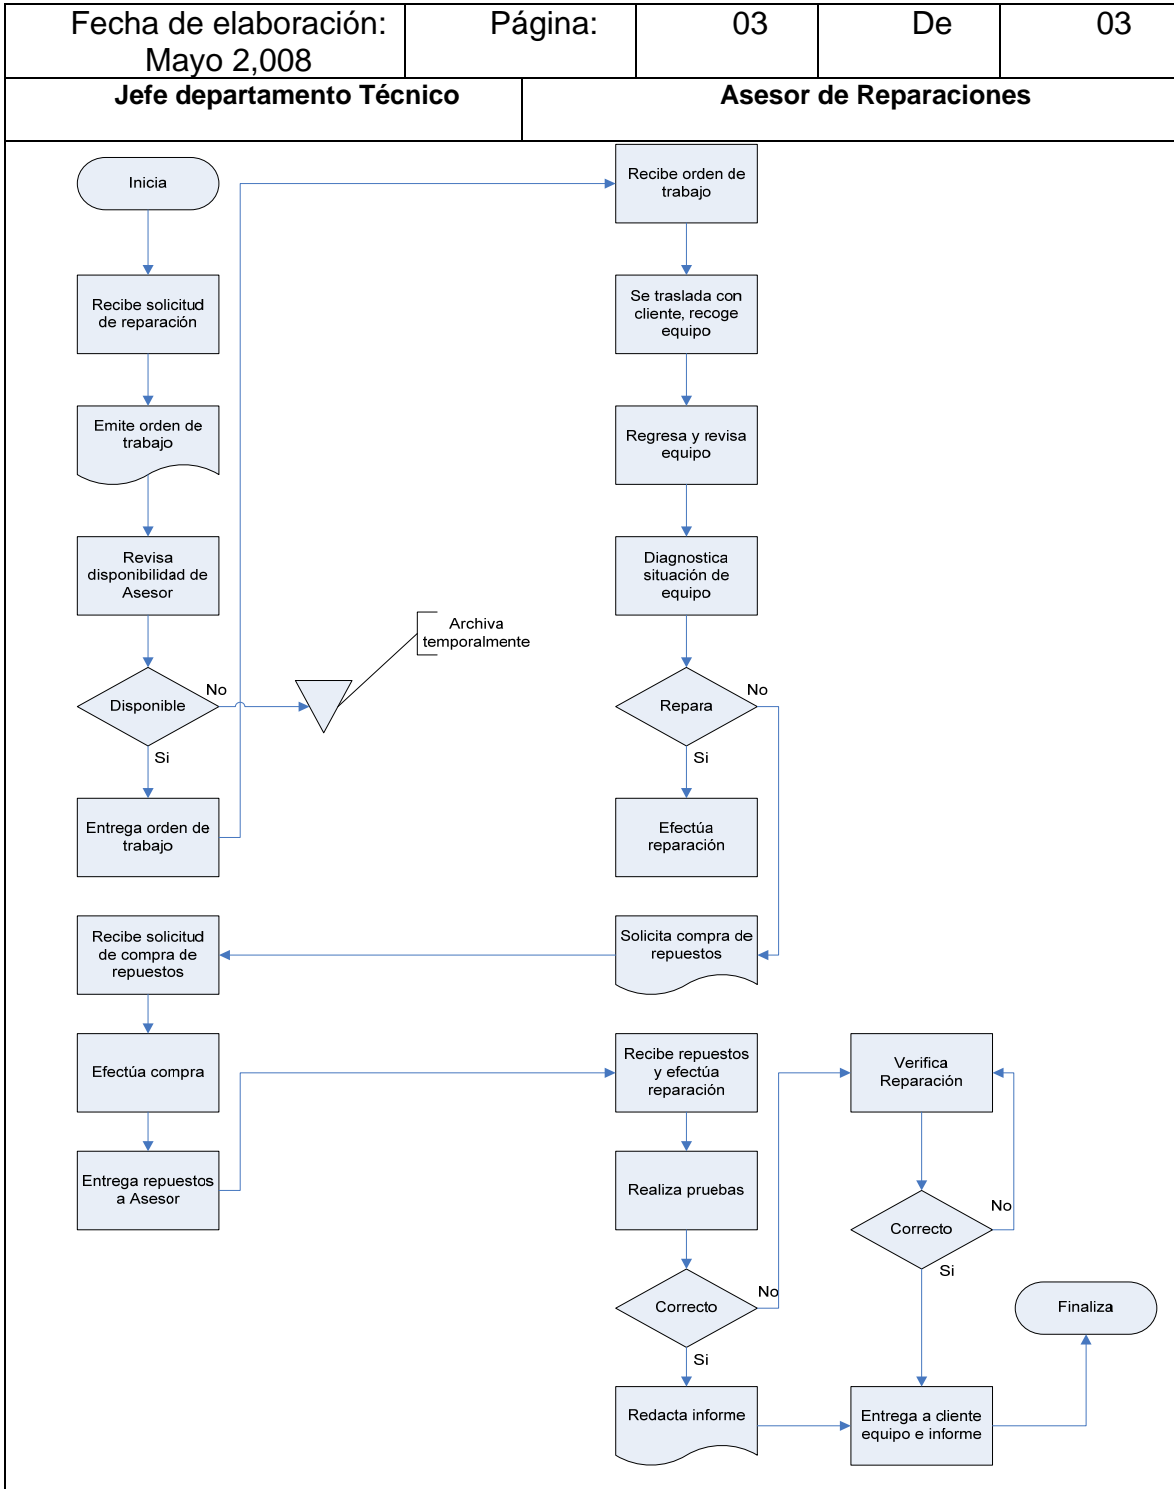 Fecha de elaboración:
Mayo 2,008
Página:
03
De
03
Jefe departamento Técnico
Asesor de Reparaciones
Inicia
Recibe solicitud
de reparación
Emite orden de
trabajo
Revisa
disponibilidad de
Asesor
Disponible
No
Si
Archiva
temporalmente
Entrega orden de
trabajo
Recibe orden de
trabajo
Se traslada con
cliente, recoge
equipo
Regresa y revisa
equipo
Diagnostica
situación de
equipo
Repara
No
Si
Efectúa
reparación
Solicita compra de
repuestos
Recibe solicitud
de compra de
repuestos
Efectúa compra
Entrega repuestos
a Asesor
Recibe repuestos
y efectúa
reparación
Realiza pruebas
Correcto
No
Si
Redacta informe
Verifica
Reparación
Correcto
No
Si
Entrega a cliente
equipo e informe
Finaliza